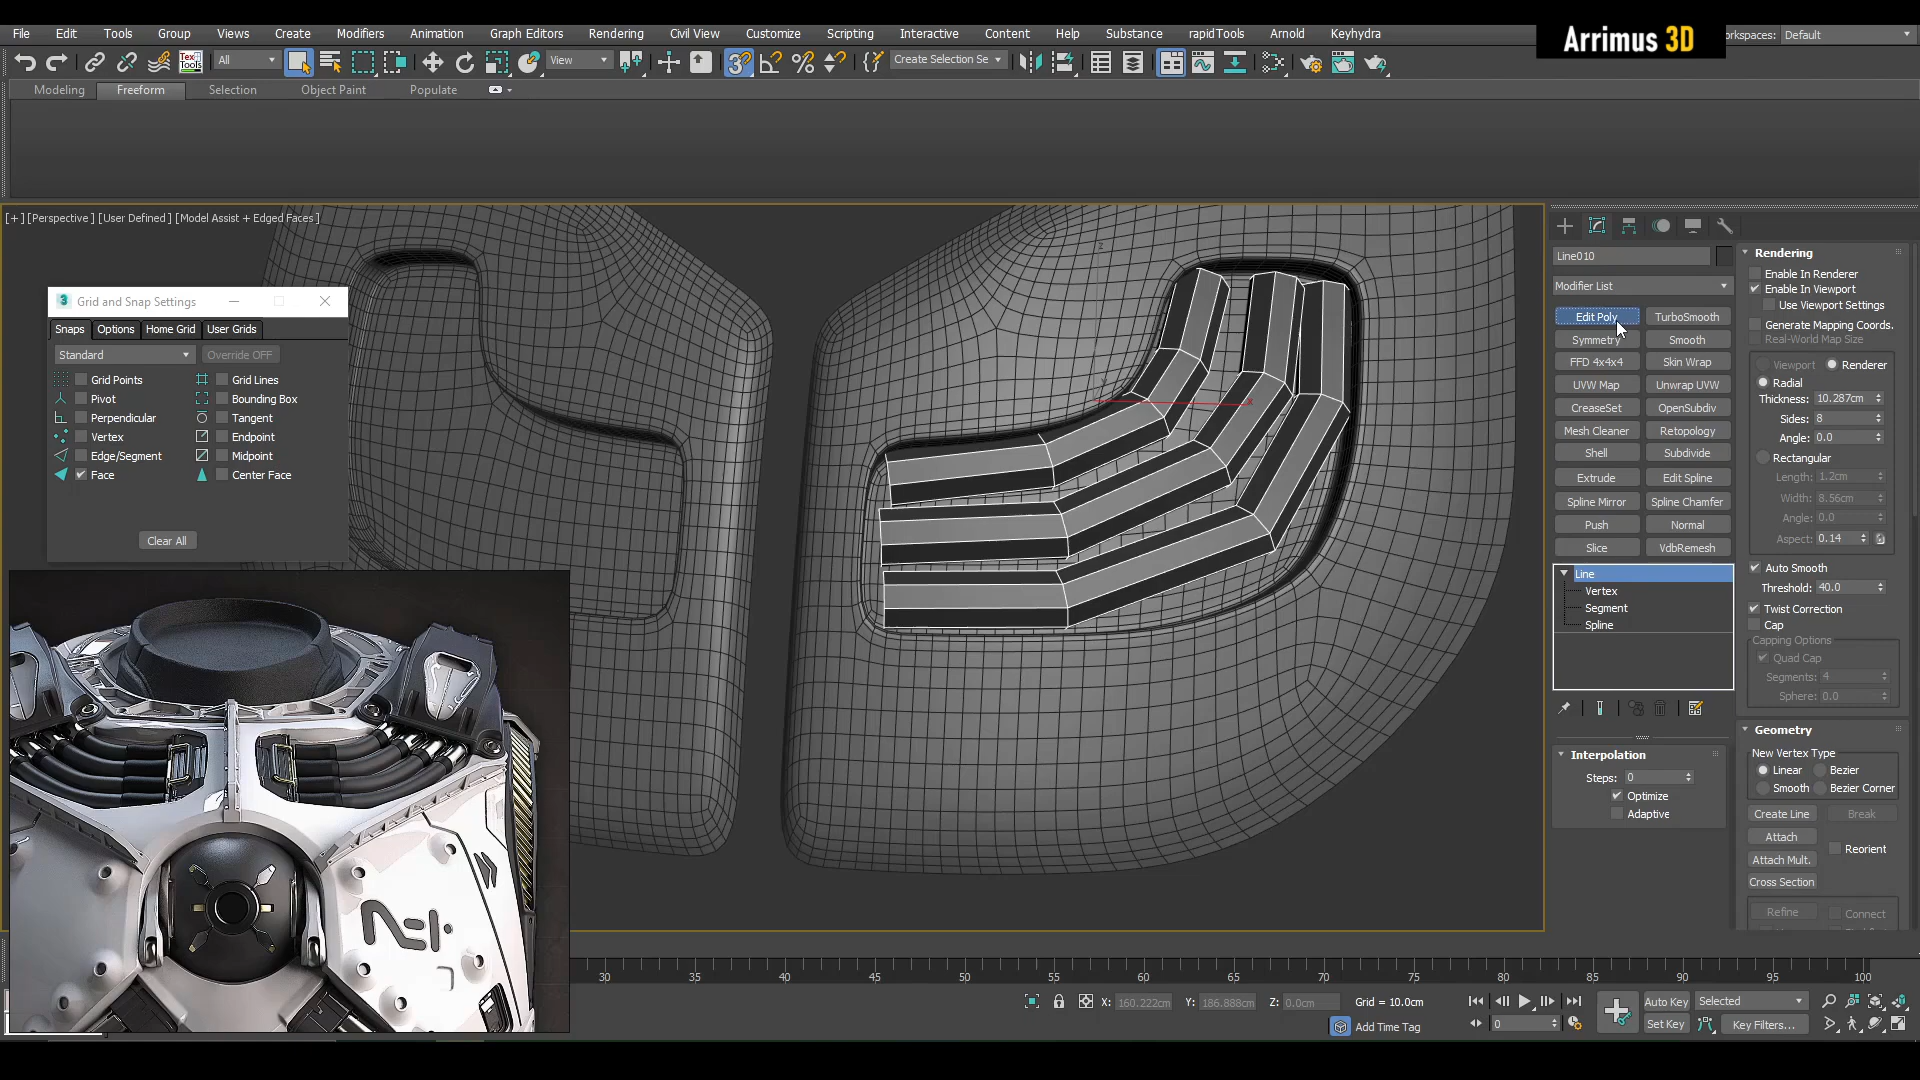 File Edit Tools Group Views Create Modifiers Animation Graph Editors Rendering Civil View Customize Scripting Interactive Content Help Substance rapidTools Arnold Keyhydra
Arrimus 3D
orkspaces: Default
All
View
Create Selection Se
Modeling Freeform Selection Object Paint Populate
[+] [Perspective] [User Defined] [Model Assist + Edged Faces]
3 Grid and Snap Settings
Snaps Options Home Grid User Grids
Standard Override OFF
Grid Points Grid Lines
Pivot Bounding Box
Perpendicular Tangent
Vertex Endpoint
Edge/Segment Midpoint
Face Center Face
Clear All
z
x
Line010
Modifier List
Edit Poly TurboSmooth
Symmetry Smooth
FFD 4x4x4 Skin Wrap
UVW Map Unwrap UVW
CreaseSet OpenSubdiv
Mesh Cleaner Retopology
Shell Subdivide
Extrude Edit Spline
Spline Mirror Spline Chamfer
Push Normal
Slice VdbRemesh
Line
Vertex
Segment
Spline
Interpolation
Steps: 0
Optimize
Adaptive
Rendering
Enable In Renderer
Enable In Viewport
Use Viewport Settings
Generate Mapping Coords.
Real-World Map Size
Viewport Renderer
Radial
Thickness: 10.287cm
Sides: 8
Angle: 0.0
Rectangular
Length: 1.2cm
Width: 8.56cm
Angle: 0.0
Aspect: 0.14
Auto Smooth
Threshold: 40.0
Twist Correction
Cap
Capping Options
Quad Cap
Segments: 4
Sphere: 0.0
Geometry
New Vertex Type
Linear Bezier
Smooth Bezier Corner
Create Line Break
Attach
Reorient
Attach Mult.
Cross Section
Refine Connect
30 35 40 45 50 55 60 65 70 75 80 85 90 95 100
X: 160.222cm Y: 186.888cm Z: 0.0cm Grid = 10.0cm
Add Time Tag
0
Auto Key Selected
Set Key Key Filters...